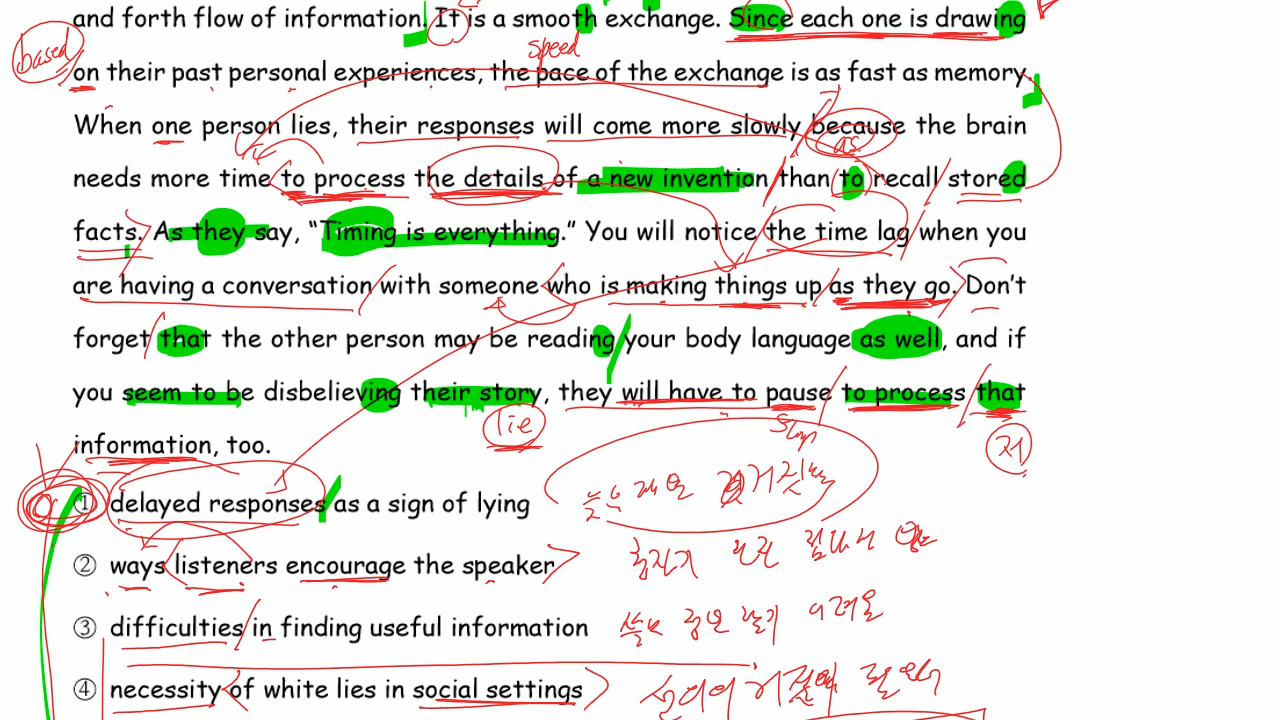 and forth flow of information. It is a smooth exchange. Since each one is drawing
based
speed
on their past personal experiences, the pace of the exchange is as fast as memory.
When one person lies, their responses will come more slowly because the brain
as
needs more time to process the details of a new invention than to recall stored
facts. As they say, “Timing is everything.” You will notice the time lag when you
are having a conversation with someone who is making things up as they go. Don’t
forget that the other person may be reading your body language as well, and if
you seem to be disbelieving their story, they will have to pause to process that
lie
저
information, too.
① delayed responses as a sign of lying
② ways listeners encourage the speaker
③ difficulties in finding useful information
④ necessity of white lies in social settings